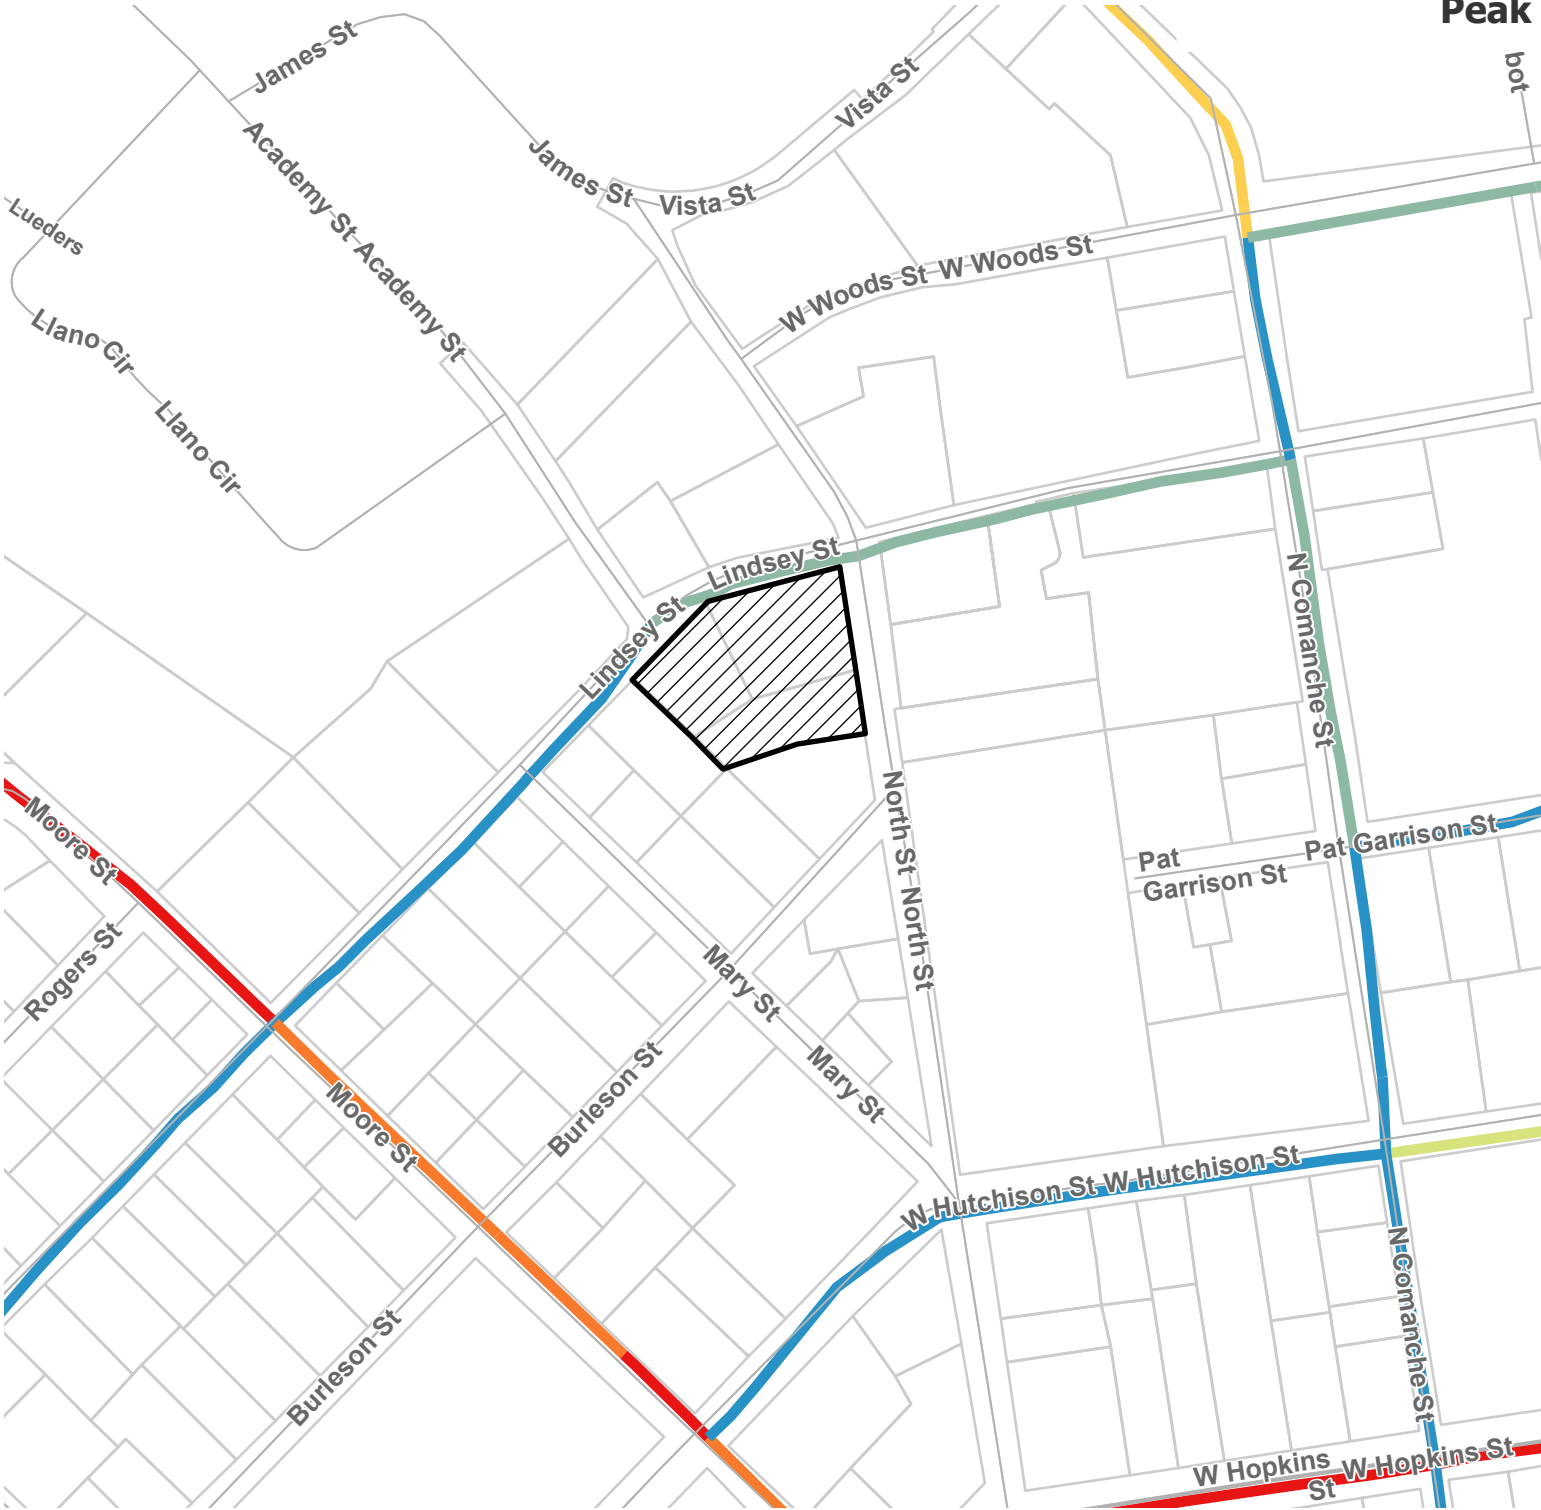 Peak
bot
James St
Vista St
Academy St
Academy St
James St
Vista St
Lueders
W Woods St
W Woods St
Llano Cir
Llano Cir
Lindsey St
Lindsey St
N Comanche St
Moore St
North St
North St
Pat
Garrison St
Pat Garrison St
Rogers St
Mary St
Mary St
Burleson St
Moore St
W Hutchison St
W Hutchison St
N Comanche St
Burleson St
W Hopkins
St
W Hopkins St